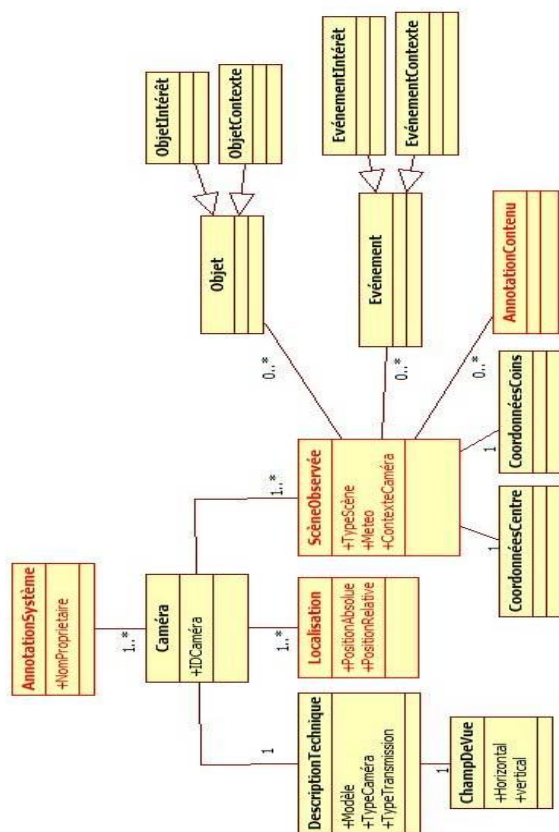 AnnotationSystème
+NomProprietaire
1..*
Caméra
+IDCaméra
1
1..*
1..*
DescriptionTechnique
+Modèle
+TypeCaméra
+TypeTransmission
1
ChampDeVue
+Horizontal
+vertical
Localisation
+PositionAbsolue
+PositionRelative
ScèneObservée
+TypeScène
+Meteo
+ContexteCaméra
1
CoordonnéesCentre
1
CoordonnéesCoins
0..*
AnnotationContenu
0..*
Evénement
EvénementIntérêt
EvénementContexte
0..*
Objet
ObjetIntérêt
ObjetContexte